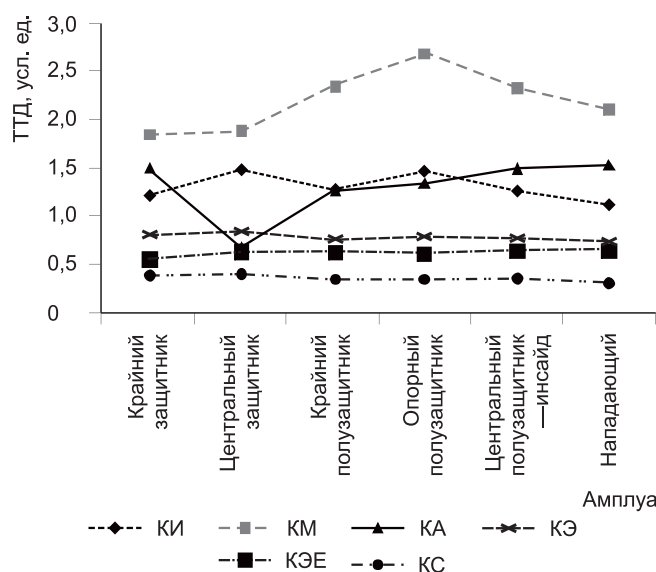 ТТД, усл. ед.
3,0
2,5
2,0
1,5
1,0
0,5
0
Крайний
защитник
Центральный
защитник
Крайний
полузащитник
Опорный
полузащитник
Центральный
полузащитник
—инсайд
Нападающий
Амплуа
КИ
КМ
КА
КЭ
КЭЕ
КС